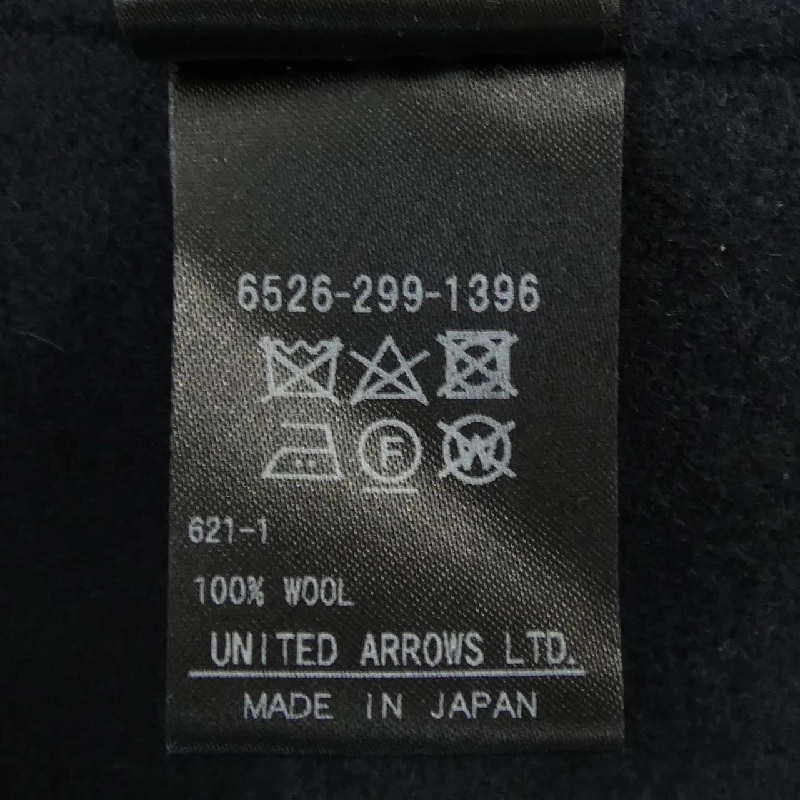 6526-299-1396
F W
621-1
100% WOOL
UNITED ARROWS LTD.
MADE IN JAPAN